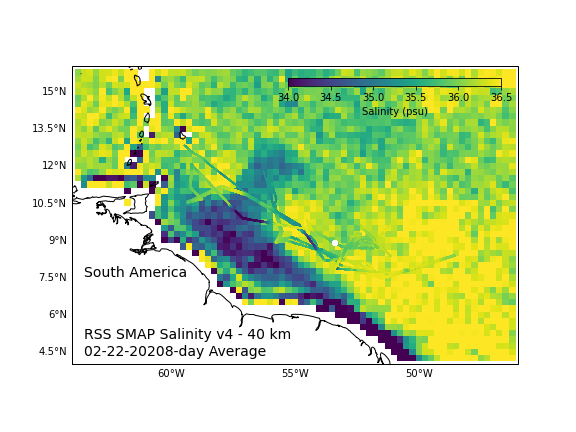 15°N
34.0 34.5 35.0 35.5 36.0 36.5
Salinity (psu)
13.5°N
12°N
10.5°N
9°N
7.5°N
South America
6°N
RSS SMAP Salinity v4 - 40 km
4.5°N
02-22-20208-day Average
60°W 55°W 50°W